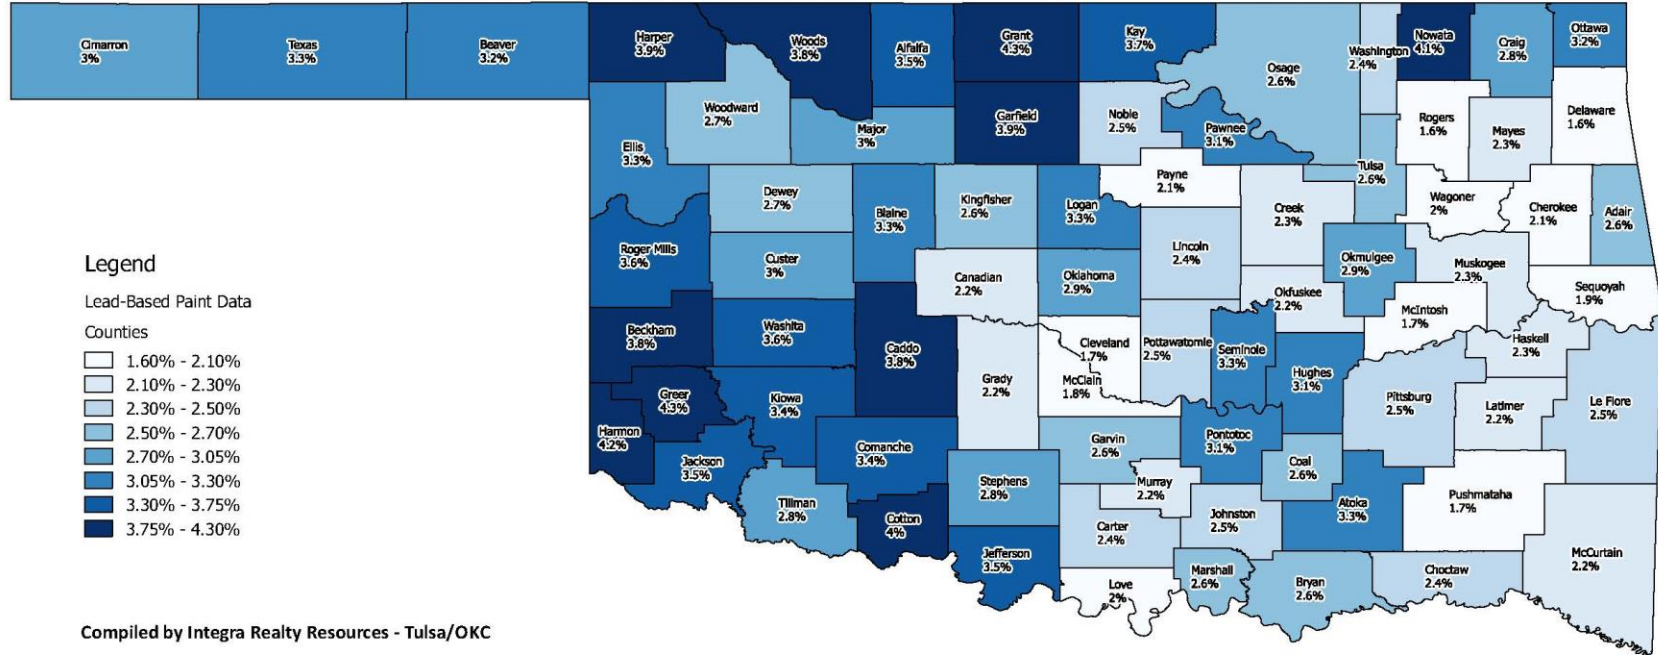 Cimarron
3%
Texas
3.3%
Beaver
3.2%
Harper
3.9%
Woods
3.8%
Alfalfa
3.5%
Grant
4.3%
Kay
3.7%
Osage
2.6%
Washington
2.4%
Nowata
4.1%
Craig
2.8%
Ottawa
3.2%
Woodward
2.7%
Major
3%
Garfield
3.9%
Noble
2.5%
Pawnee
3.1%
Rogers
1.6%
Mayes
2.3%
Delaware
1.6%
Ellis
3.3%
Dewey
2.7%
Blaine
3.3%
Kingfisher
2.6%
Logan
3.3%
Payne
2.1%
Creek
2.3%
Tulsa
2.6%
Wagoner
2%
Cherokee
2.1%
Adair
2.6%
Roger Mills
3.6%
Custer
3%
Canadian
2.2%
Oklahoma
2.9%
Lincoln
2.4%
Okmulgee
2.9%
Muskogee
2.3%
Sequoyah
1.9%
Okfuskee
2.2%
McIntosh
1.7%
Beckham
3.8%
Washita
3.6%
Caddo
3.8%
Grady
2.2%
Cleveland
1.7%
McClain
1.8%
Pottawatomie
2.5%
Seminole
3.3%
Hughes
3.1%
Haskell
2.3%
Pittsburg
2.5%
Latimer
2.2%
Le Flore
2.5%
Greer
4.3%
Harmon
4.2%
Kiowa
3.4%
Jackson
3.5%
Comanche
3.4%
Tillman
2.8%
Cotton
4%
Stephens
2.8%
Jefferson
3.5%
Garvin
2.6%
Murray
2.2%
Pontotoc
3.1%
Coal
2.6%
Carter
2.4%
Johnston
2.5%
Atoka
3.3%
Pushmataha
1.7%
McCurtain
2.2%
Love
2%
Marshall
2.6%
Bryan
2.6%
Choctaw
2.4%
Legend
Lead-Based Paint Data
Counties
1.60% - 2.10%
2.10% - 2.30%
2.30% - 2.50%
2.50% - 2.70%
2.70% - 3.05%
3.05% - 3.30%
3.30% - 3.75%
3.75% - 4.30%
Compiled by Integra Realty Resources - Tulsa/OKC